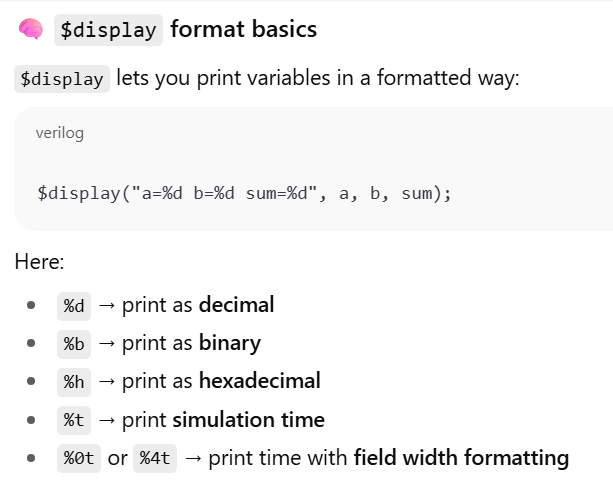 🧠 $display format basics
$display lets you print variables in a formatted way:
verilog
$display("a=%d b=%d sum=%d", a, b, sum);
Here:
• %d → print as decimal
• %b → print as binary
• %h → print as hexadecimal
• %t → print simulation time
• %0t or %4t → print time with field width formatting